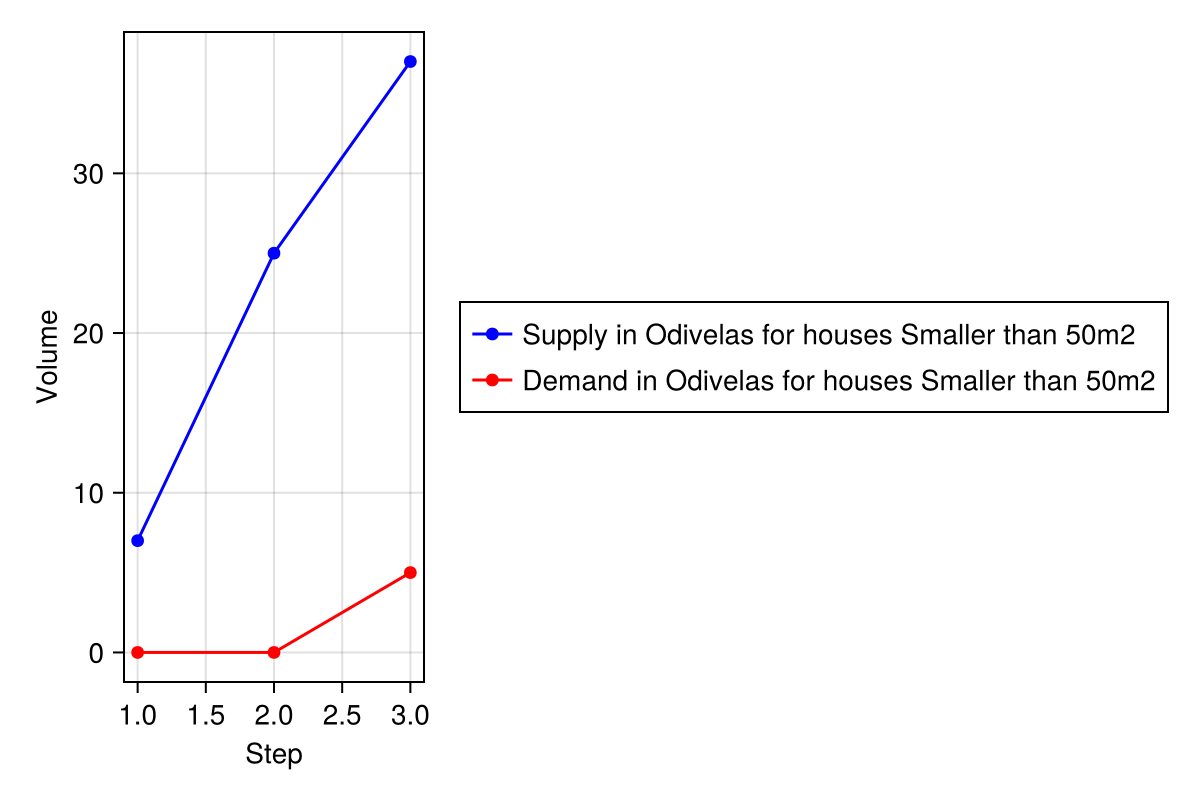 30
20
10
0
Volume
1.0 1.5 2.0 2.5 3.0
Step
Supply in Odivelas for houses Smaller than 50m2
Demand in Odivelas for houses Smaller than 50m2